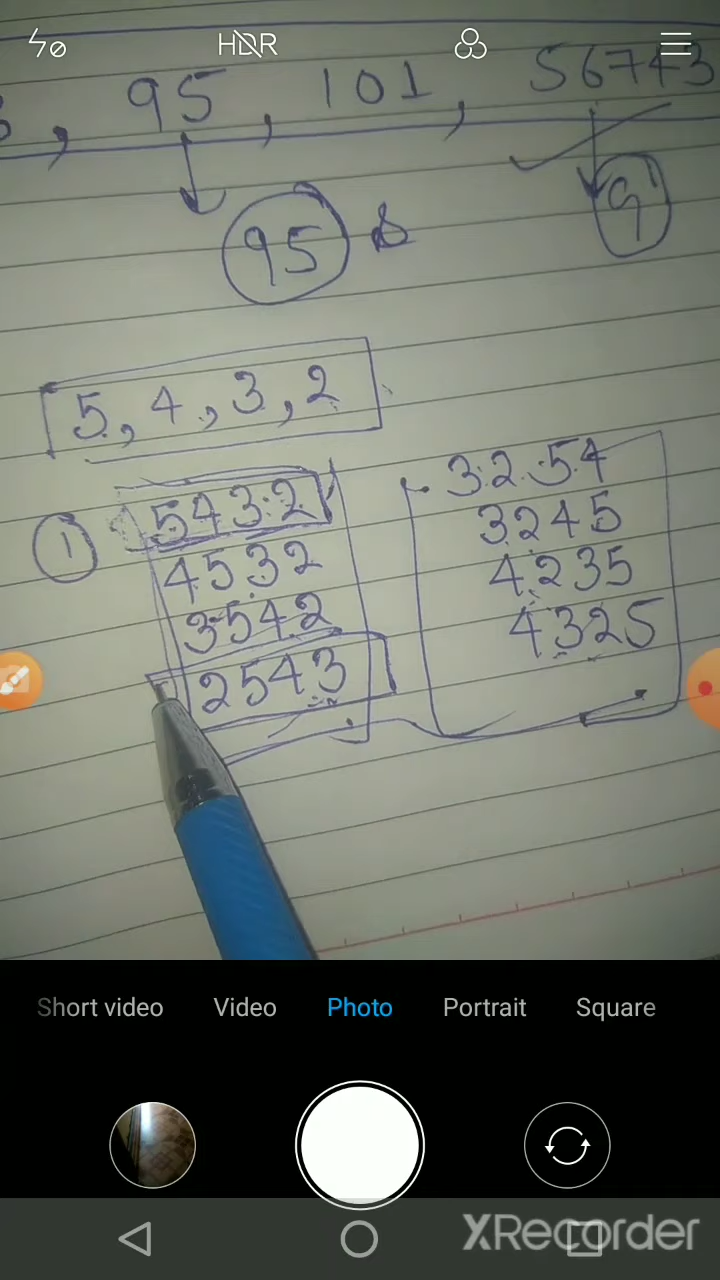 HDR
, 95, 101, 56743
95
9
5, 4, 3, 2
1
5432
4532
3542
2543
3254
3245
4235
4325
Short video Video Photo Portrait Square
XRecorder